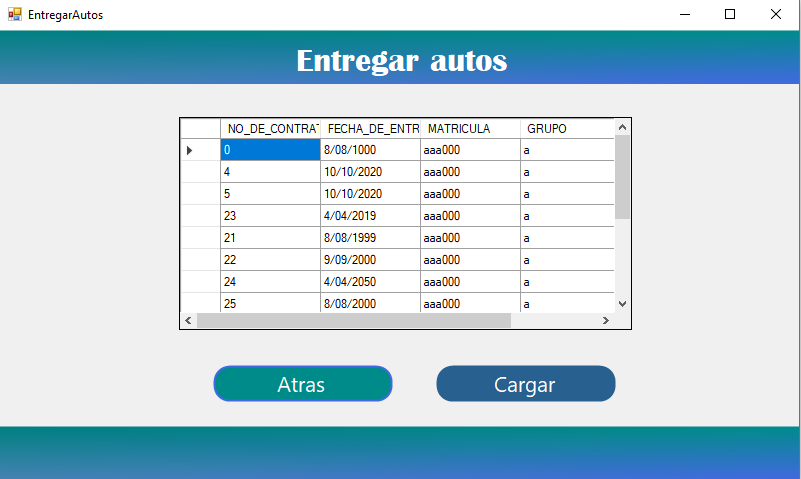 EntregarAutos
Entregar autos
NO_DE_CONTRAT FECHA_DE_ENTR MATRICULA GRUPO
0 8/08/1000 aaa000 a
4 10/10/2020 aaa000 a
5 10/10/2020 aaa000 a
23 4/04/2019 aaa000 a
21 8/08/1999 aaa000 a
22 9/09/2000 aaa000 a
24 4/04/2050 aaa000 a
25 8/08/2000 aaa000 a
Atras Cargar